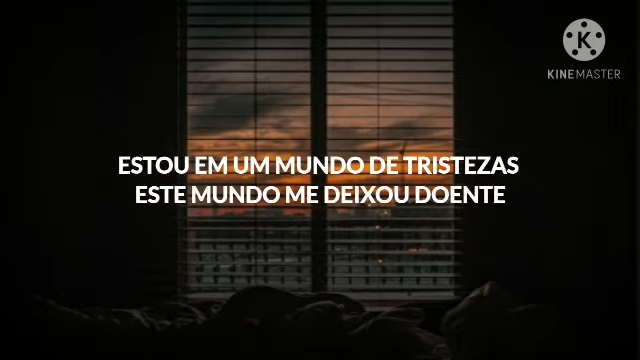 KINEMASTER
ESTOU EM UM MUNDO DE TRISTEZAS
ESTE MUNDO ME DEIXOU DOENTE